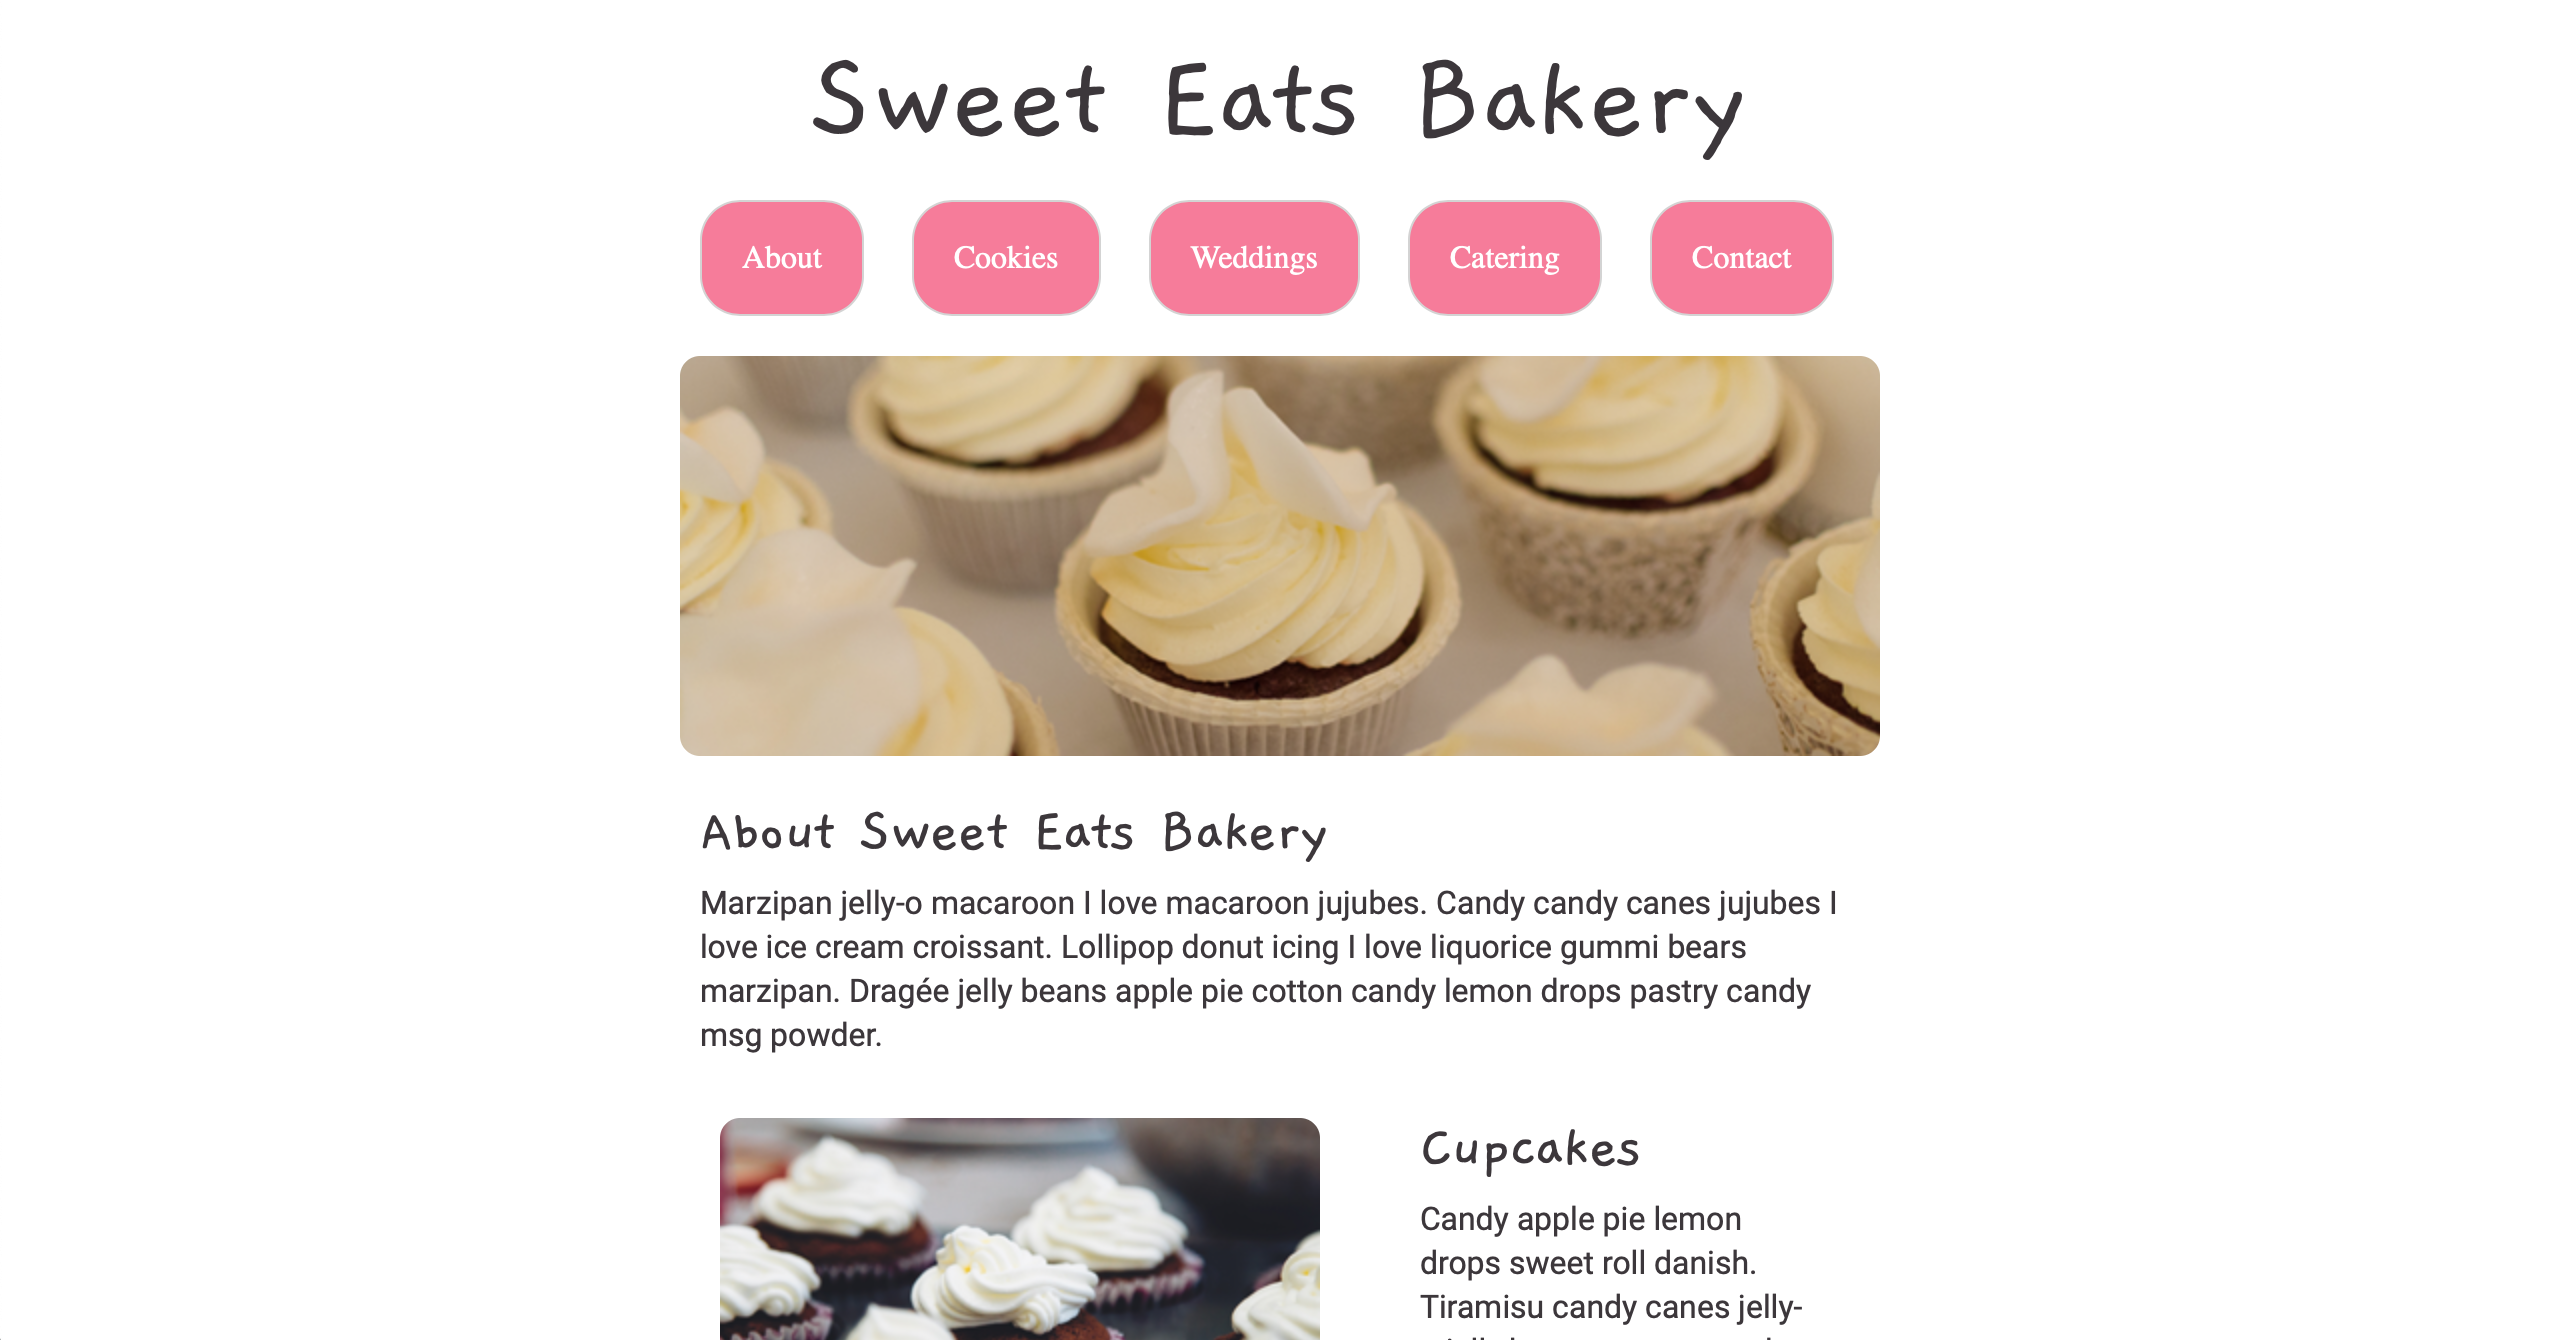 Sweet Eats Bakery
About
Cookies
Weddings
Catering
Contact
About Sweet Eats Bakery
Marzipan jelly-o macaroon I love macaroon jujubes. Candy candy canes jujubes I
love ice cream croissant. Lollipop donut icing I love liquorice gummi bears
marzipan. Dragée jelly beans apple pie cotton candy lemon drops pastry candy
msg powder.
Cupcakes
Candy apple pie lemon
drops sweet roll danish.
Tiramisu candy canes jelly-